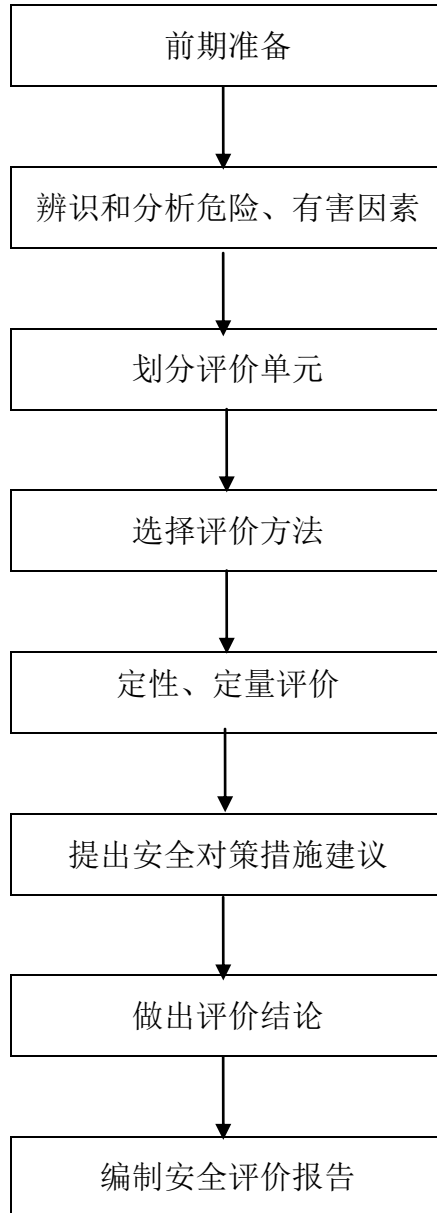 前期准备
辨识和分析危险、有害因素
划分评价单元
选择评价方法
定性、定量评价
提出安全对策措施建议
做出评价结论
编制安全评价报告